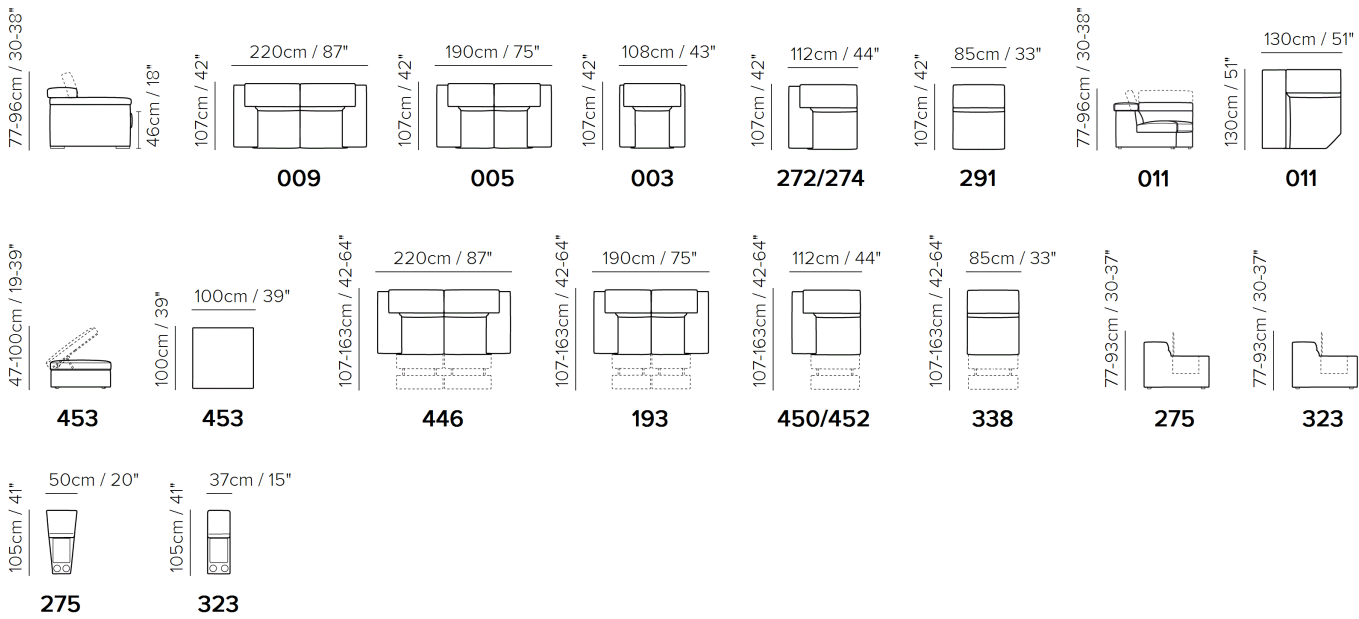 77-96cm / 30-38"
46cm / 18"
107cm / 42"
220cm / 87"
009
107cm / 42"
190cm / 75"
005
107cm / 42"
108cm / 43"
003
107cm / 42"
112cm / 44"
272/274
107cm / 42"
85cm / 33"
291
77-96cm / 30-38"
011
130cm / 51"
130cm / 51"
011
47-100cm / 19-39"
453
100cm / 39"
100cm / 39"
453
107-163cm / 42-64"
220cm / 87"
446
107-163cm / 42-64"
190cm / 75"
193
107-163cm / 42-64"
112cm / 44"
450/452
107-163cm / 42-64"
85cm / 33"
338
77-93cm / 30-37"
275
77-93cm / 30-37"
323
105cm / 41"
50cm / 20"
275
105cm / 41"
37cm / 15"
323